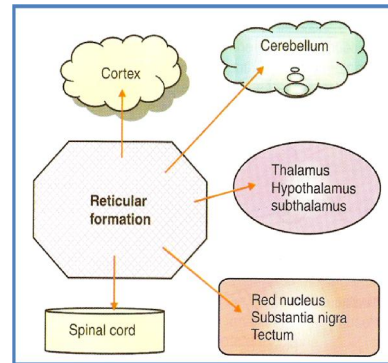 Cortex
Cerebellum
Reticular
formation
Thalamus
Hypothalamus
subthalamus
Spinal cord
Red nucleus
Substantia nigra
Tectum